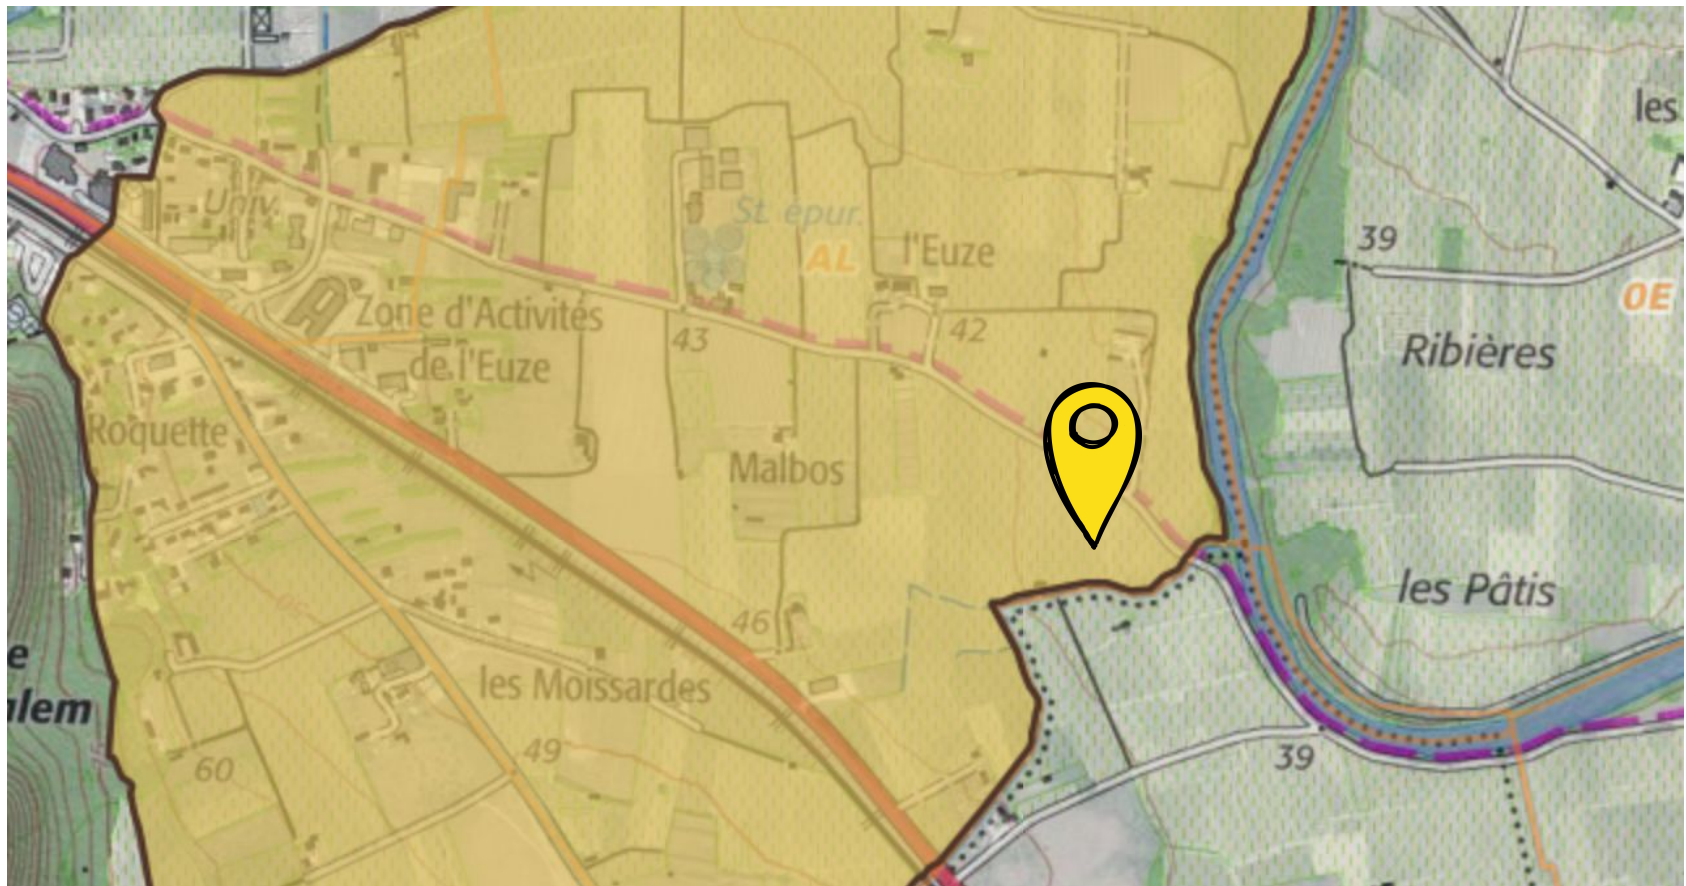 les
Univ.
St. épur.
39
l'Euze
AL
0E
Zone d'Activités
42
43
Ribières
de l'Euze
Roquette
Malbos
les Pâtis
46
e
les Moissardes
alem
49
39
60